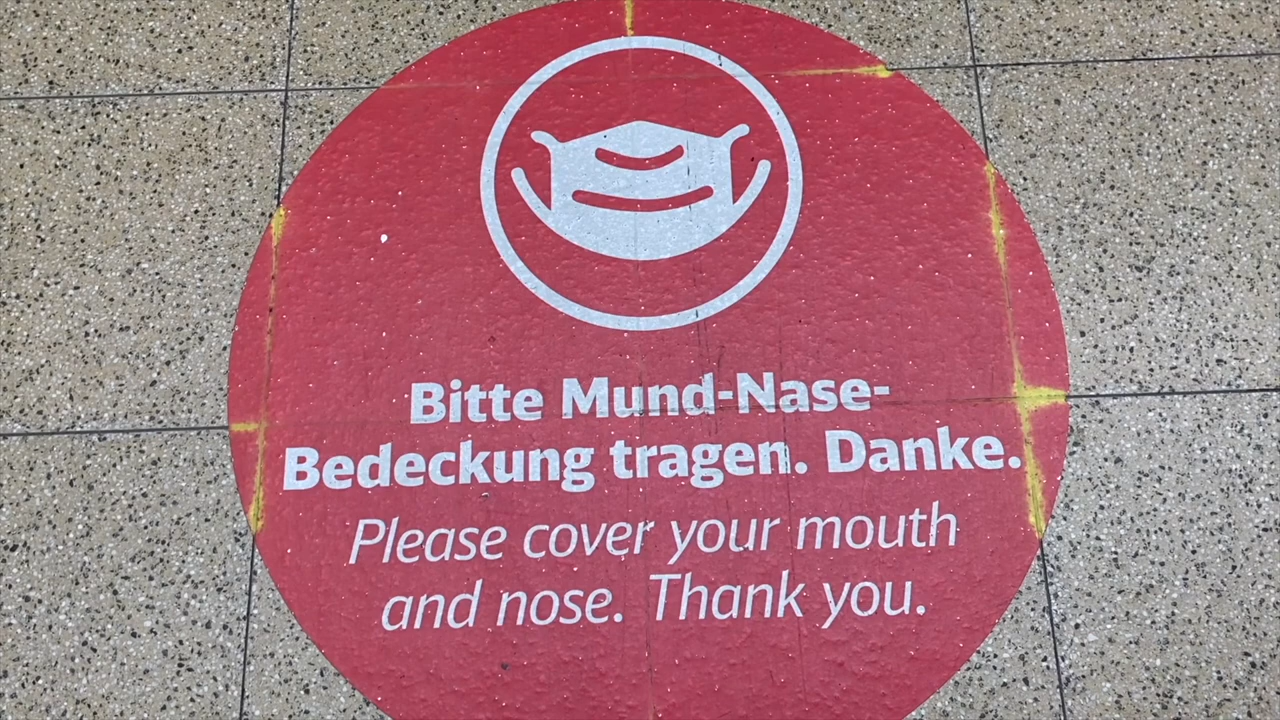 Bitte Mund-Nase-
Bedeckung tragen. Danke.
Please cover your mouth
and nose. Thank you.